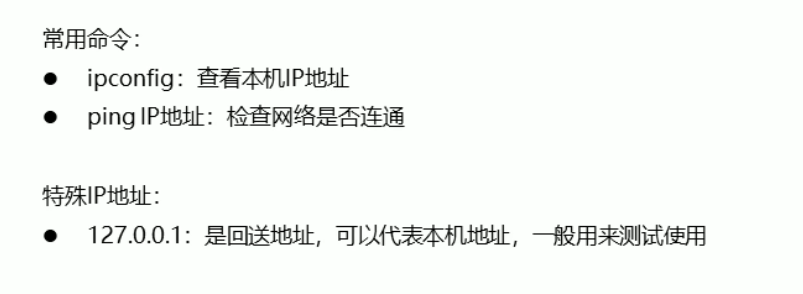 常用命令：
● ipconfig：查看本机IP地址
● ping IP地址：检查网络是否连通
特殊IP地址：
● 127.0.0.1：是回送地址，可以代表本机地址，一般用来测试使用